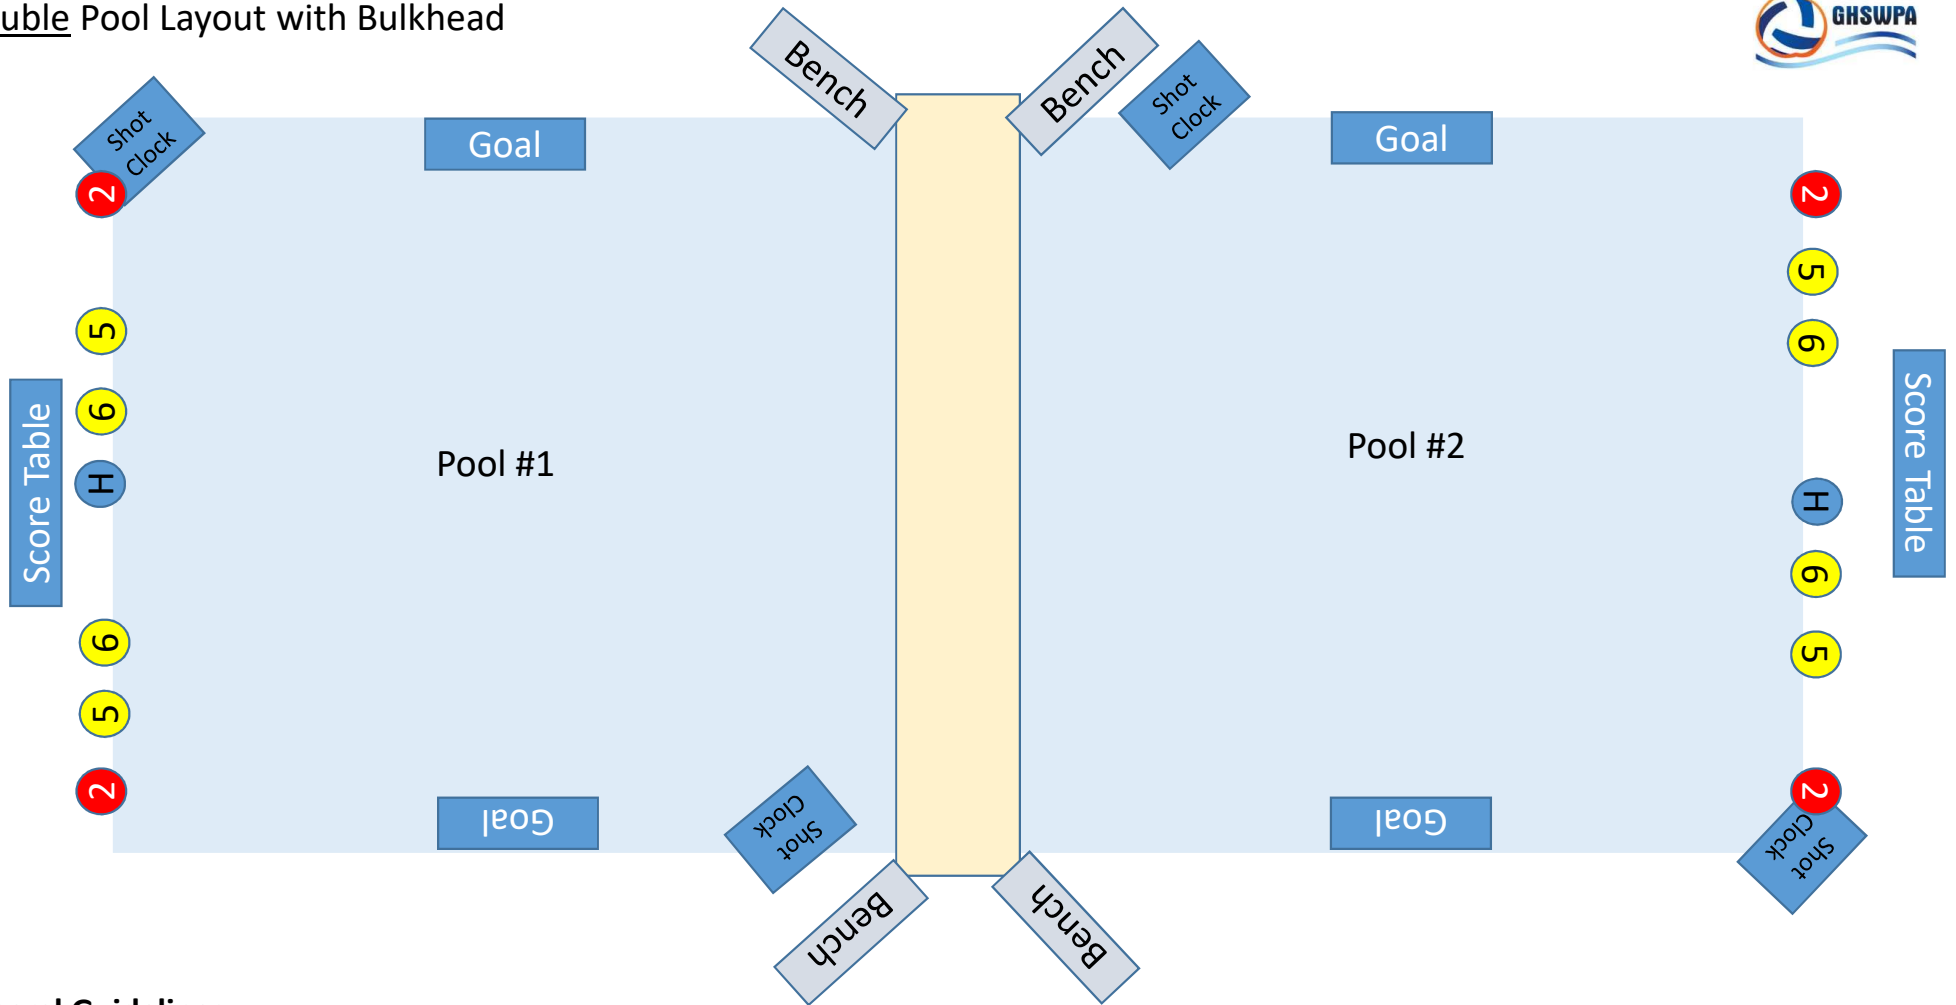 uble Pool Layout with Bulkhead
GHSWPA
Bench
Bench
Shot
Clock
Shot
Clock
Goal
Goal
2
2
5
5
6
6
H
H
Score Table
Score Table
Pool #1
Pool #2
6
6
5
5
2
2
Goal
Goal
Shot
Clock
Shot
Clock
Bench
Bench